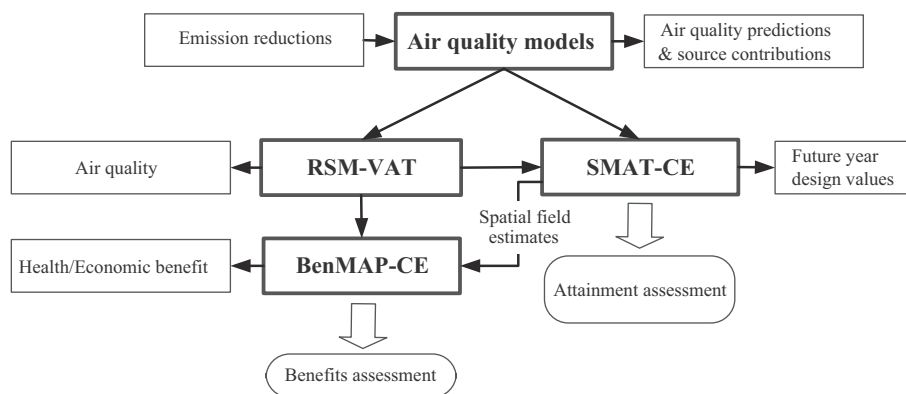 Emission reductions
Air quality models
Air quality predictions
& source contributions
Air quality
RSM-VAT
SMAT-CE
Future year
design values
Spatial field
estimates
Health/Economic benefit
BenMAP-CE
Attainment assessment
Benefits assessment